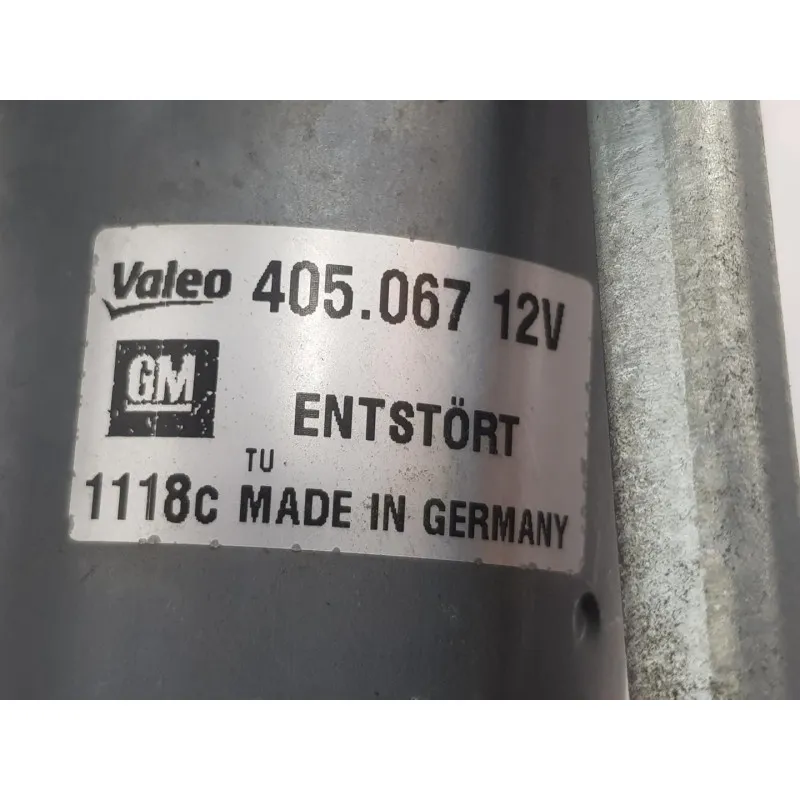 Valeo 405.067 12V
GM
ENTSTÖRT
TU
1118c MADE IN GERMANY